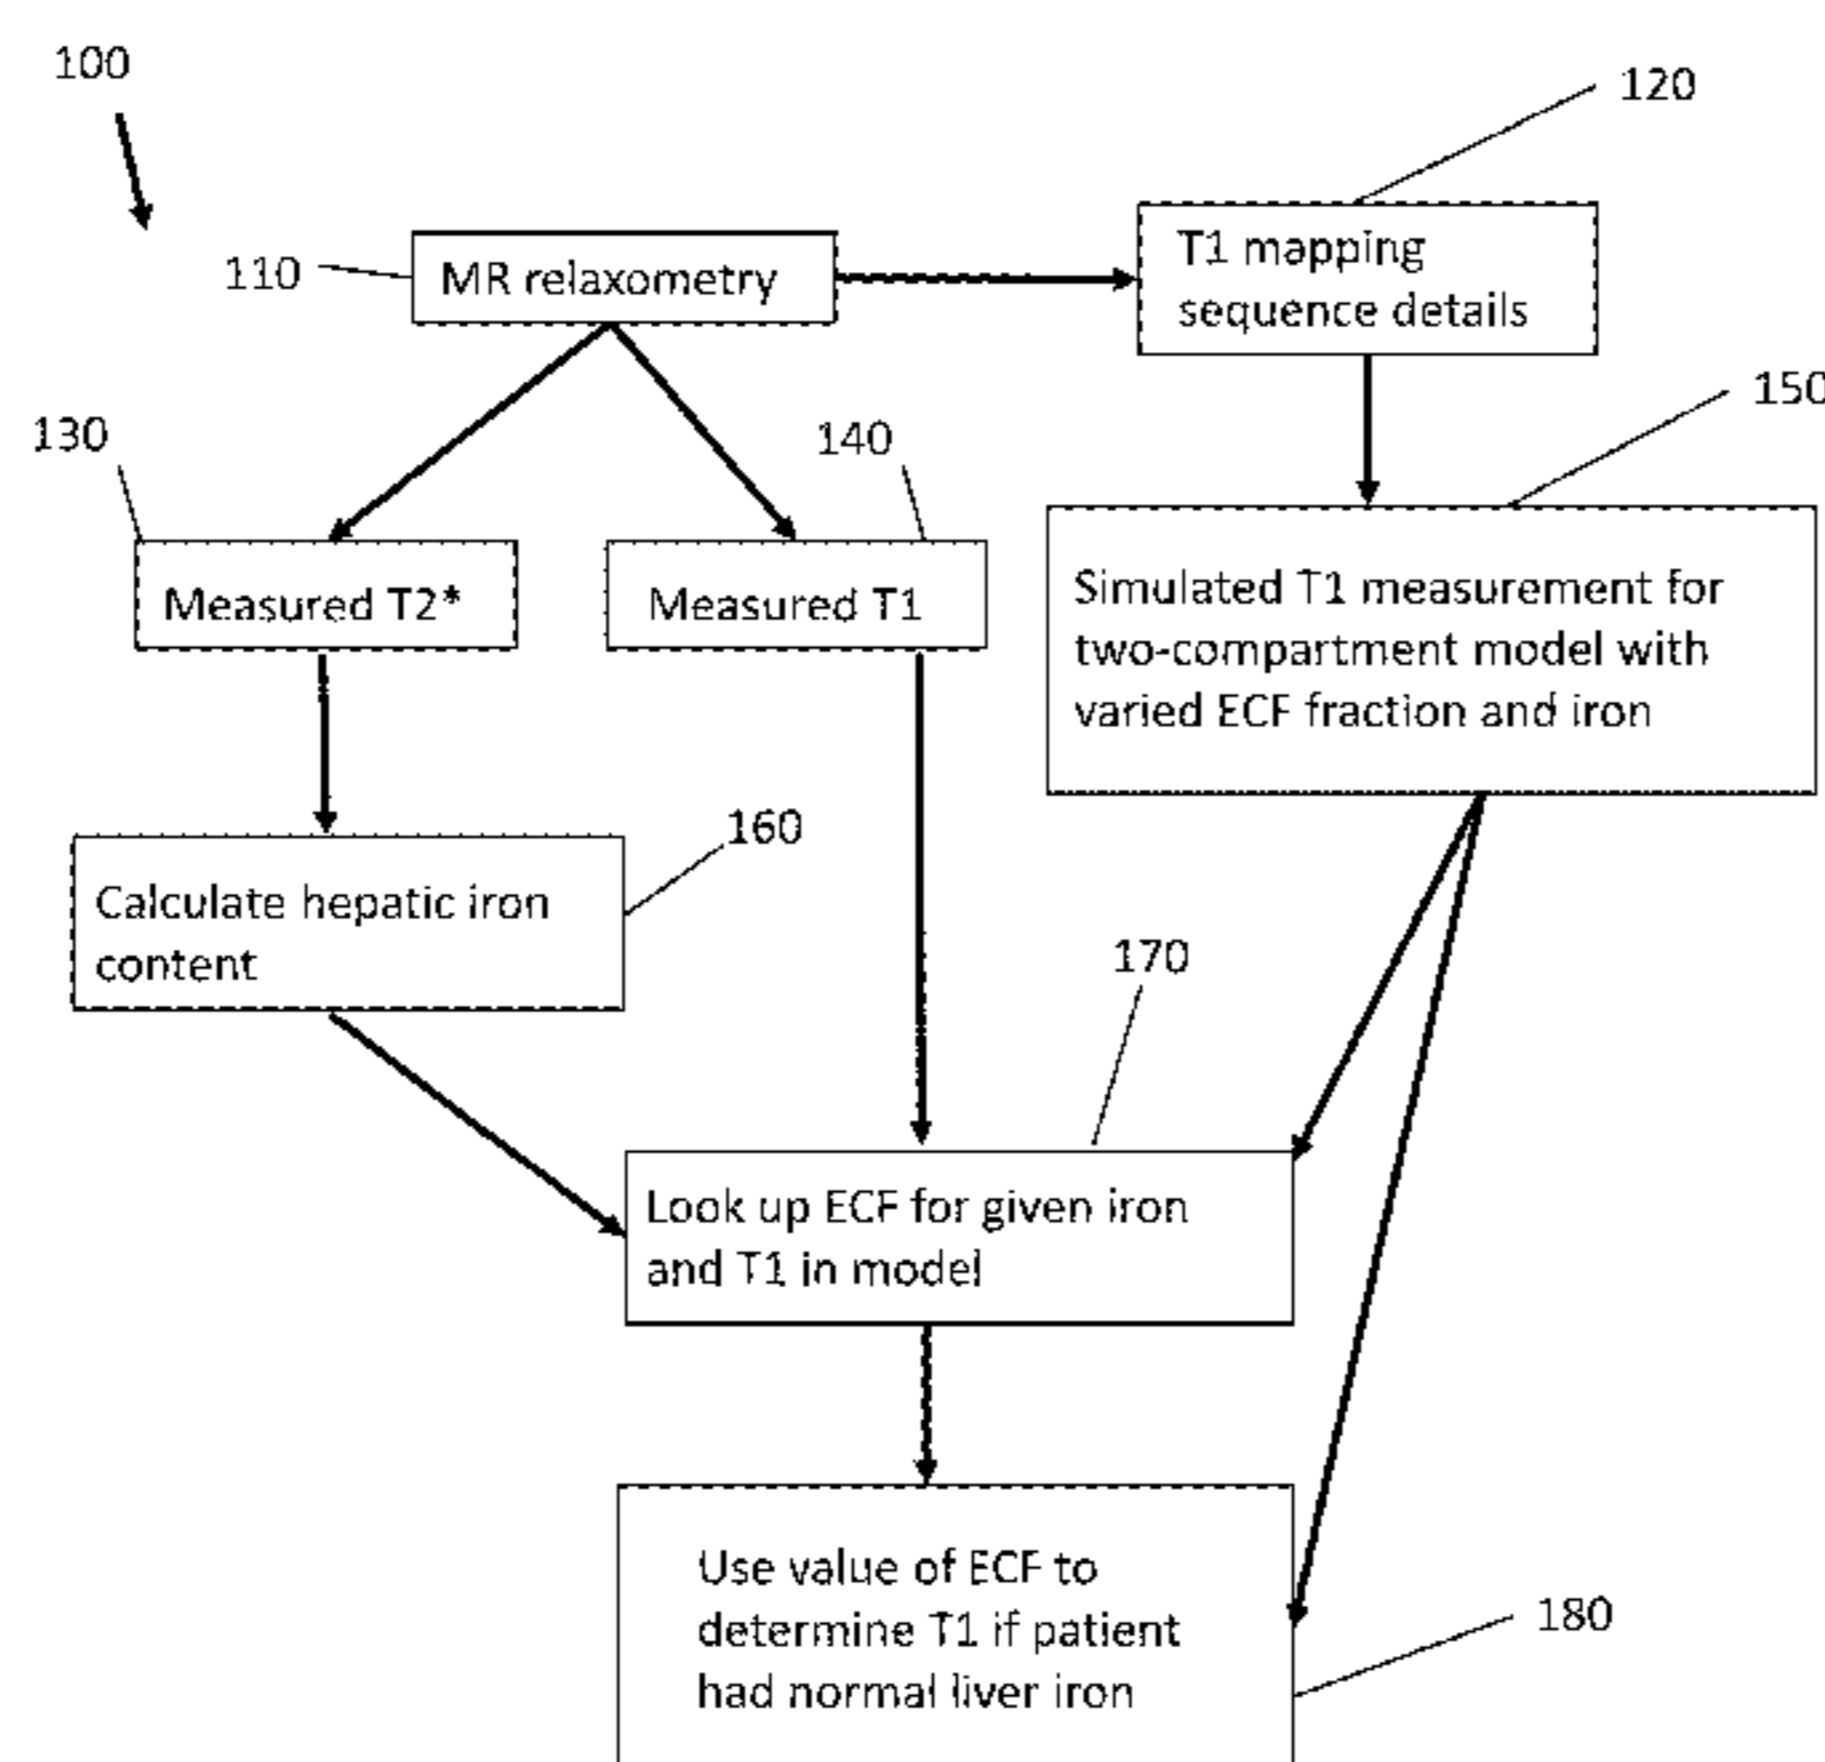 100
120
110
MR relaxometry
T1 mapping
sequence details
150
130
140
Measured T2*
Measured T1
Simulated T1 measurement for
two-compartment model with
varied ECF fraction and iron
160
Calculate hepatic iron
content
170
Look up ECF for given iron
and T1 in model
Use value of ECF to
determine T1 if patient
had normal liver iron
180